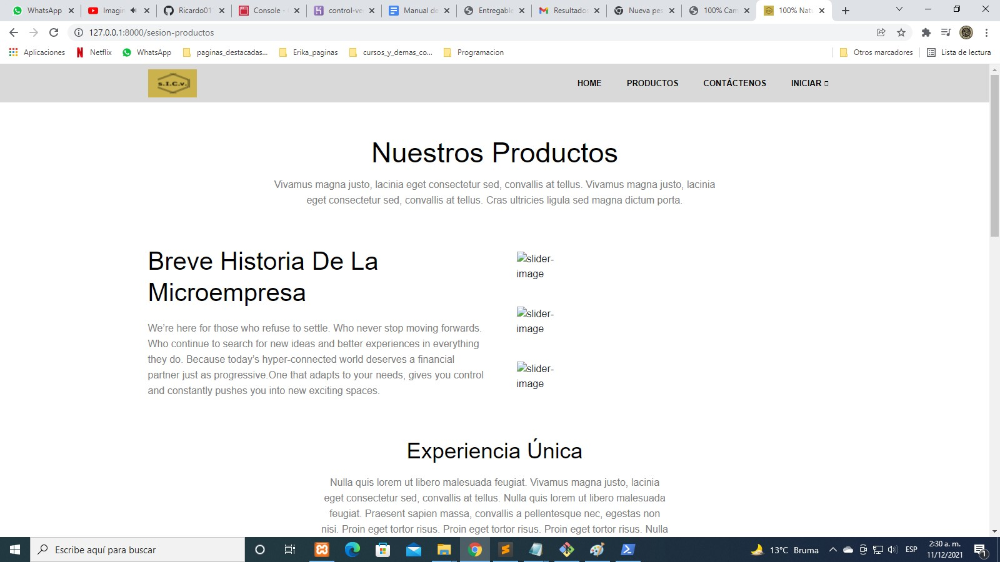 WhatsApp
Imagin
Ricardo01
Console -
control-ve
Manual de
Entregable
Resultados
Nueva pes
100% Cam
100% Natu
127.0.0.1:8000/sesion-productos
Aplicaciones
Netflix
WhatsApp
paginas_destacadas...
Erika_paginas
cursos_y_demas_co...
Programacion
Otros marcadores
Lista de lectura
s.I.C.v.
HOME
PRODUCTOS
CONTÁCTENOS
INICIAR
Nuestros Productos
Vivamus magna justo, lacinia eget consectetur sed, convallis at tellus. Vivamus magna justo, lacinia
eget consectetur sed, convallis at tellus. Cras ultricies ligula sed magna dictum porta.
Breve Historia De La
Microempresa
We’re here for those who refuse to settle. Who never stop moving forwards.
Who continue to search for new ideas and better experiences in everything
they do. Because today’s hyper-connected world deserves a financial
partner just as progressive.One that adapts to your needs, gives you control
and constantly pushes you into new exciting spaces.
slider-
image
slider-
image
slider-
image
Experiencia Única
Nulla quis lorem ut libero malesuada feugiat. Vivamus magna justo, lacinia
eget consectetur sed, convallis at tellus. Nulla quis lorem ut libero malesuada
feugiat. Praesent sapien massa, convallis a pellentesque nec, egestas non
nisi. Proin eget tortor risus. Proin eget tortor risus. Proin eget tortor risus. Nulla
Escribe aquí para buscar
13°C Bruma
ESP
2:30 a. m.
11/12/2021
1